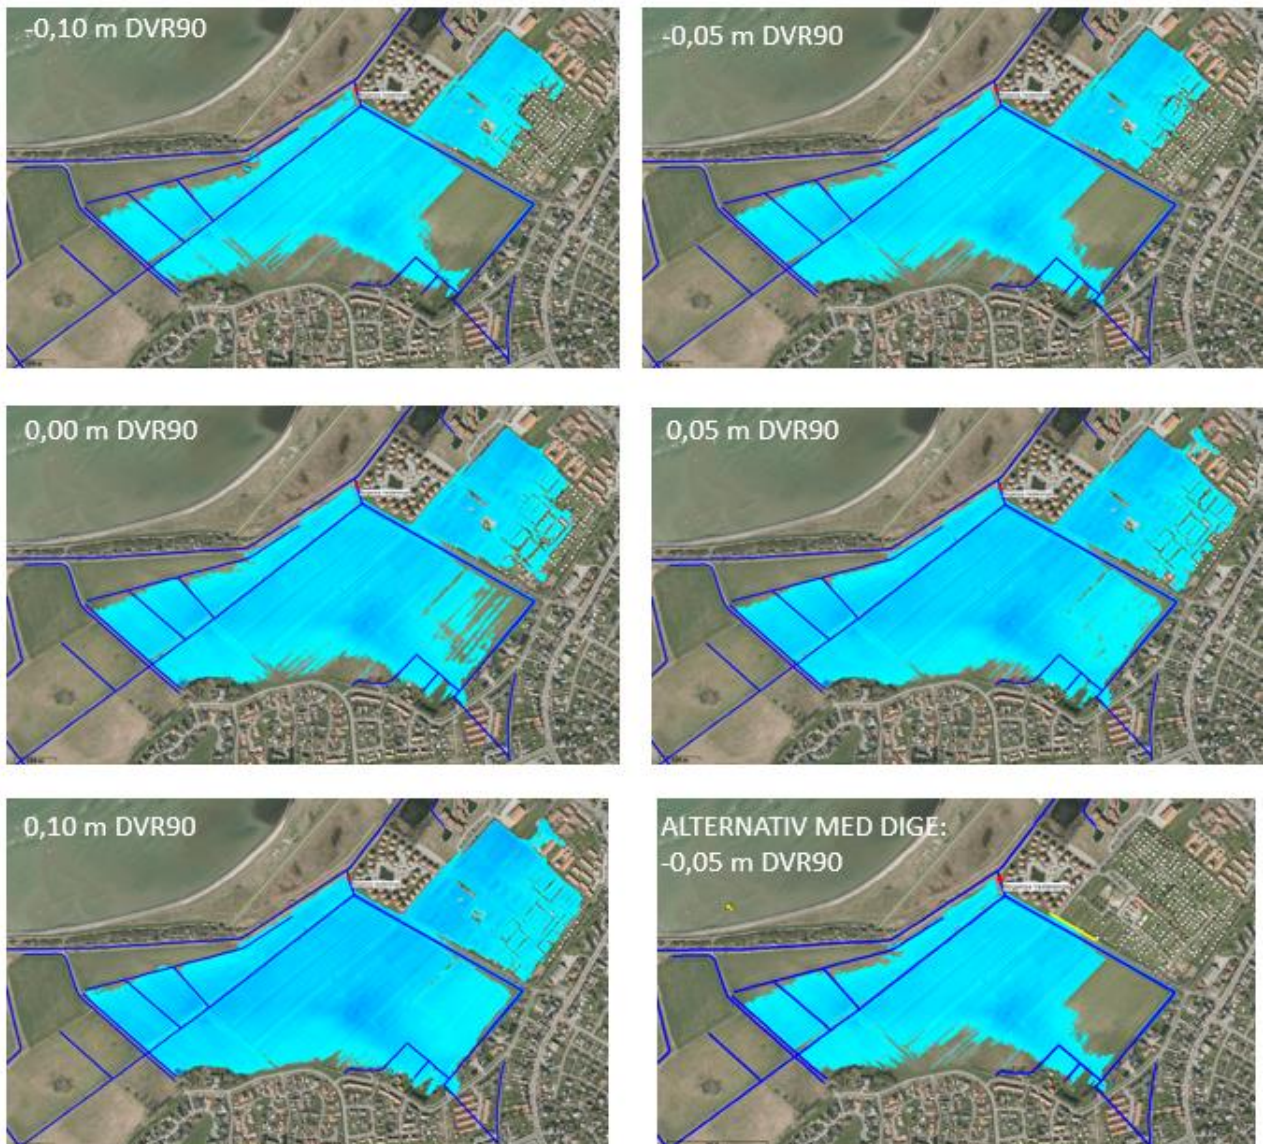 -0,10 m DVR90
-0,05 m DVR90
0,00 m DVR90
0,05 m DVR90
0,10 m DVR90
ALTERNATIV MED DIGE:
-0,05 m DVR90